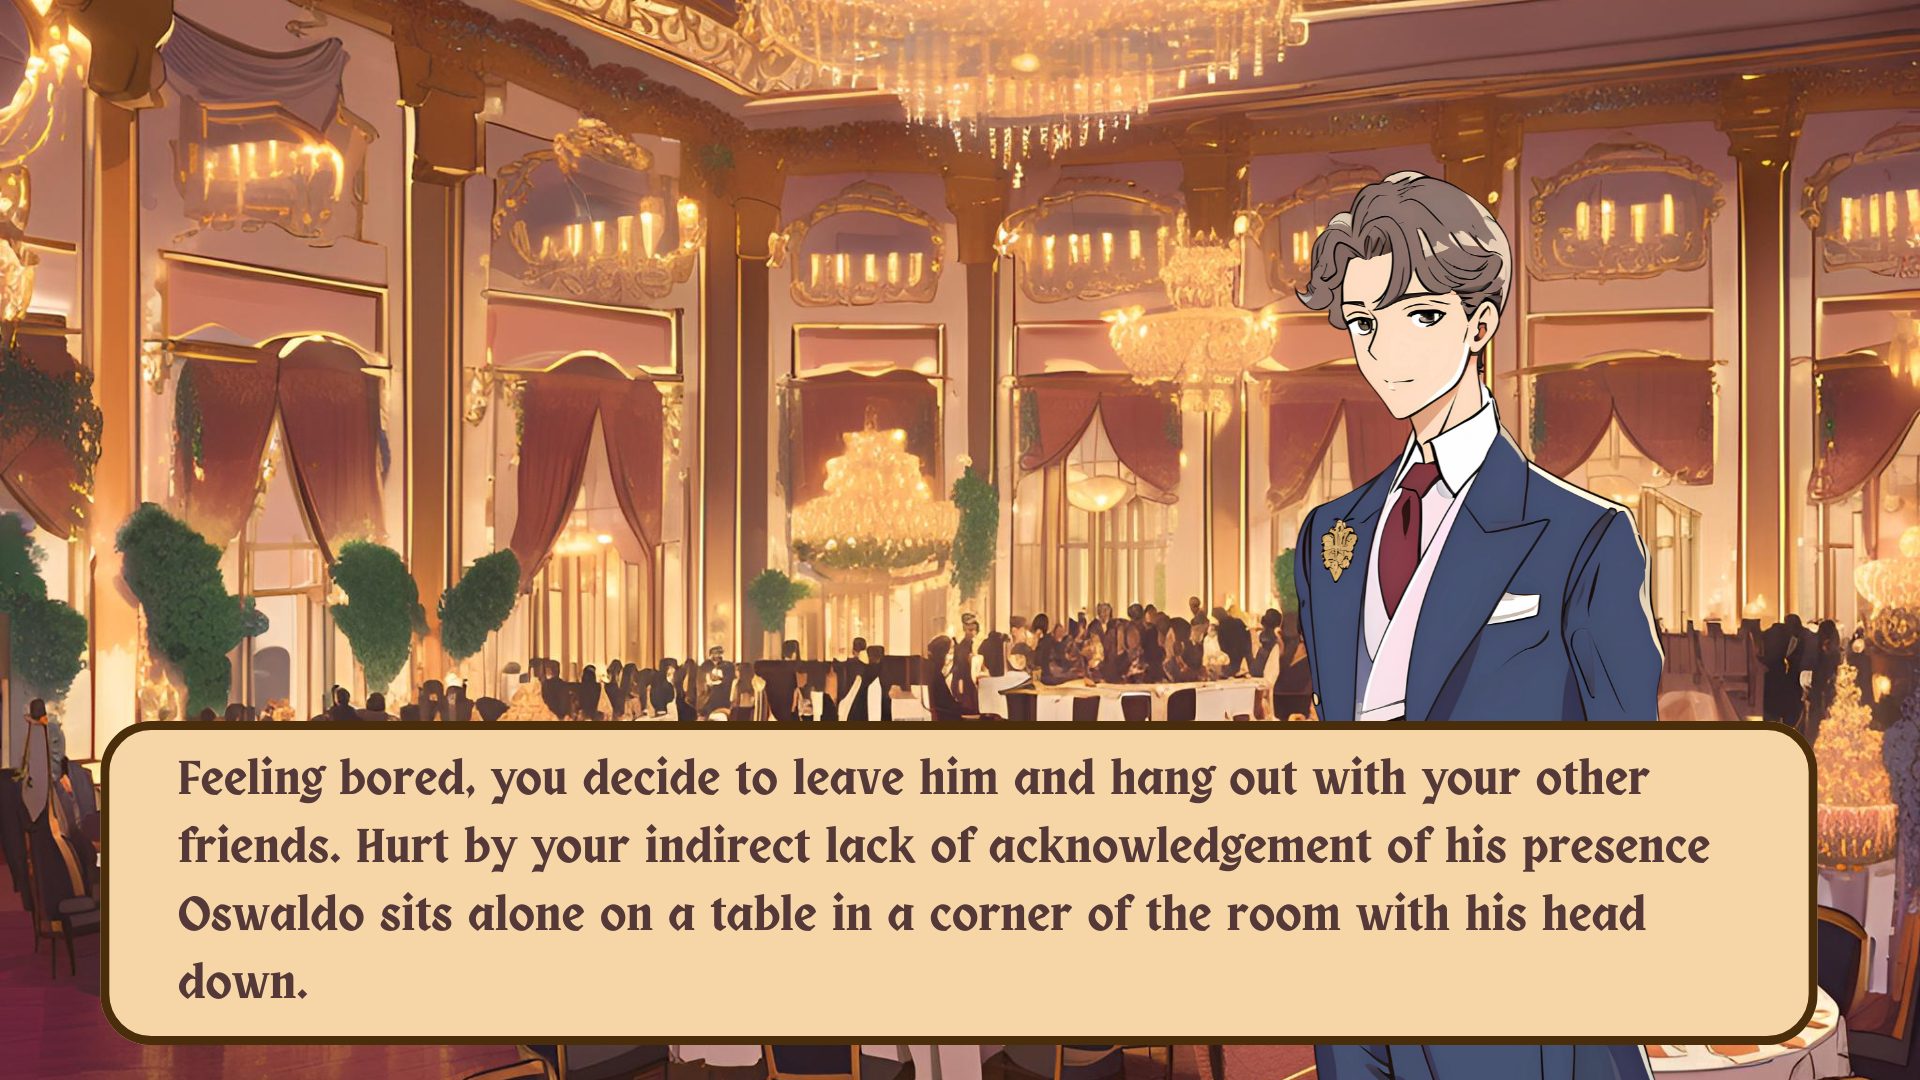 Feeling bored, you decide to leave him and hang out with your other
friends. Hurt by your indirect lack of acknowledgement of his presence
Oswaldo sits alone on a table in a corner of the room with his head
down.